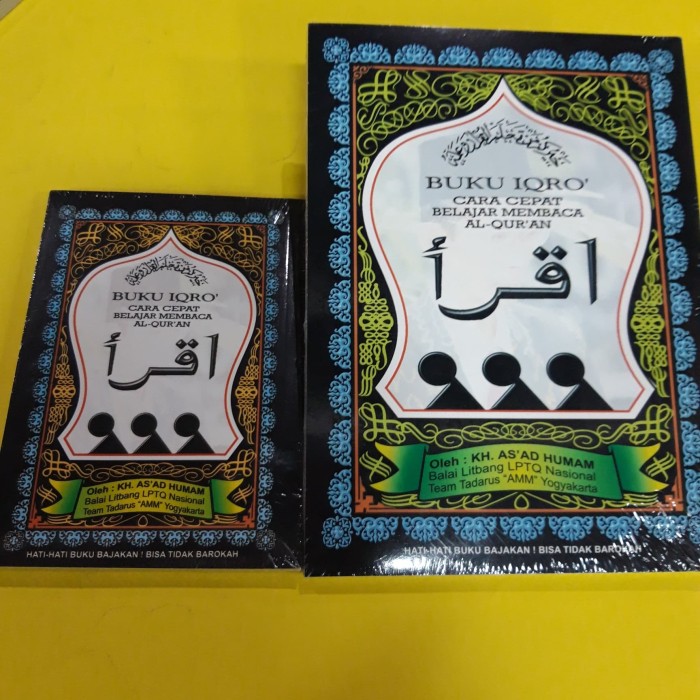 BUKU IQRO'
CARA CEPAT
BELAJAR MEMBACA
AL-QUR'AN
اقرأ
Oleh : KH. AS'AD HUMAM
Balai Litbang LPTQ Nasional
Team Tadarus "AMM" Yogyakarta
HATI-HATI BUKU BAJAKAN ! BISA TIDAK BAROKAH
BUKU IQRO'
CARA CEPAT
BELAJAR MEMBACA
AL-QUR'AN
اقرأ
Oleh : KH. AS'AD HUMAM
Balai Litbang LPTQ Nasional
Team Tadarus "AMM" Yogyakarta
HATI-HATI BUKU BAJAKAN ! BISA TIDAK BAROKAH